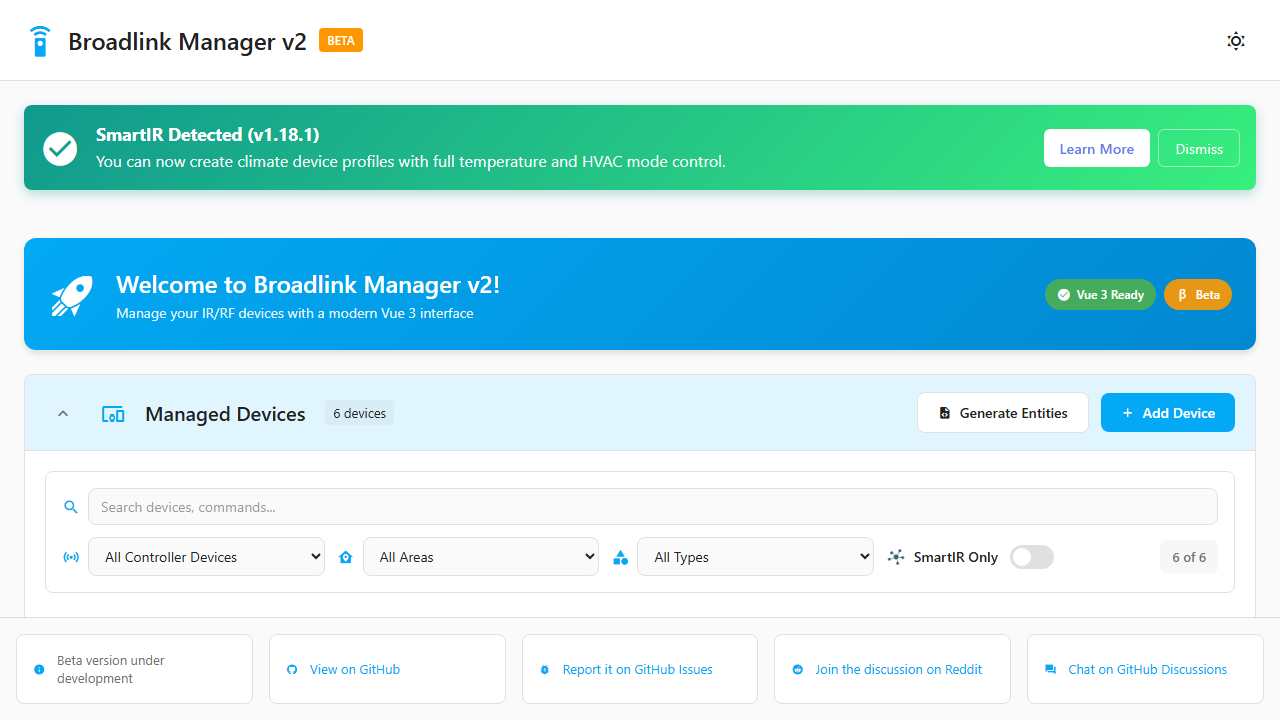 Broadlink Manager v2 BETA
SmartIR Detected (v1.18.1)
You can now create climate device profiles with full temperature and HVAC mode control.
Learn More
Dismiss
Welcome to Broadlink Manager v2!
Manage your IR/RF devices with a modern Vue 3 interface
Vue 3 Ready
β Beta
Managed Devices 6 devices
Generate Entities
+ Add Device
Search devices, commands...
All Controller Devices
All Areas
All Types
SmartIR Only
6 of 6
Beta version under
development
View on GitHub
Report it on GitHub Issues
Join the discussion on Reddit
Chat on GitHub Discussions